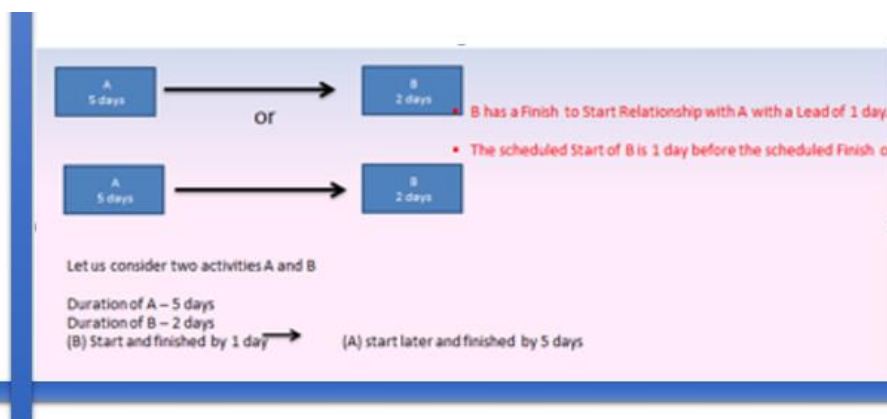 A
5 days
B
2 days
or
B has a Finish to Start Relationship with A with a Lead of 1 day
The scheduled Start of B is 1 day before the scheduled Finish o
A
5 days
B
2 days
Let us consider two activities A and B
Duration of A – 5 days
Duration of B – 2 days
(B) Start and finished by 1 day
(A) start later and finished by 5 days